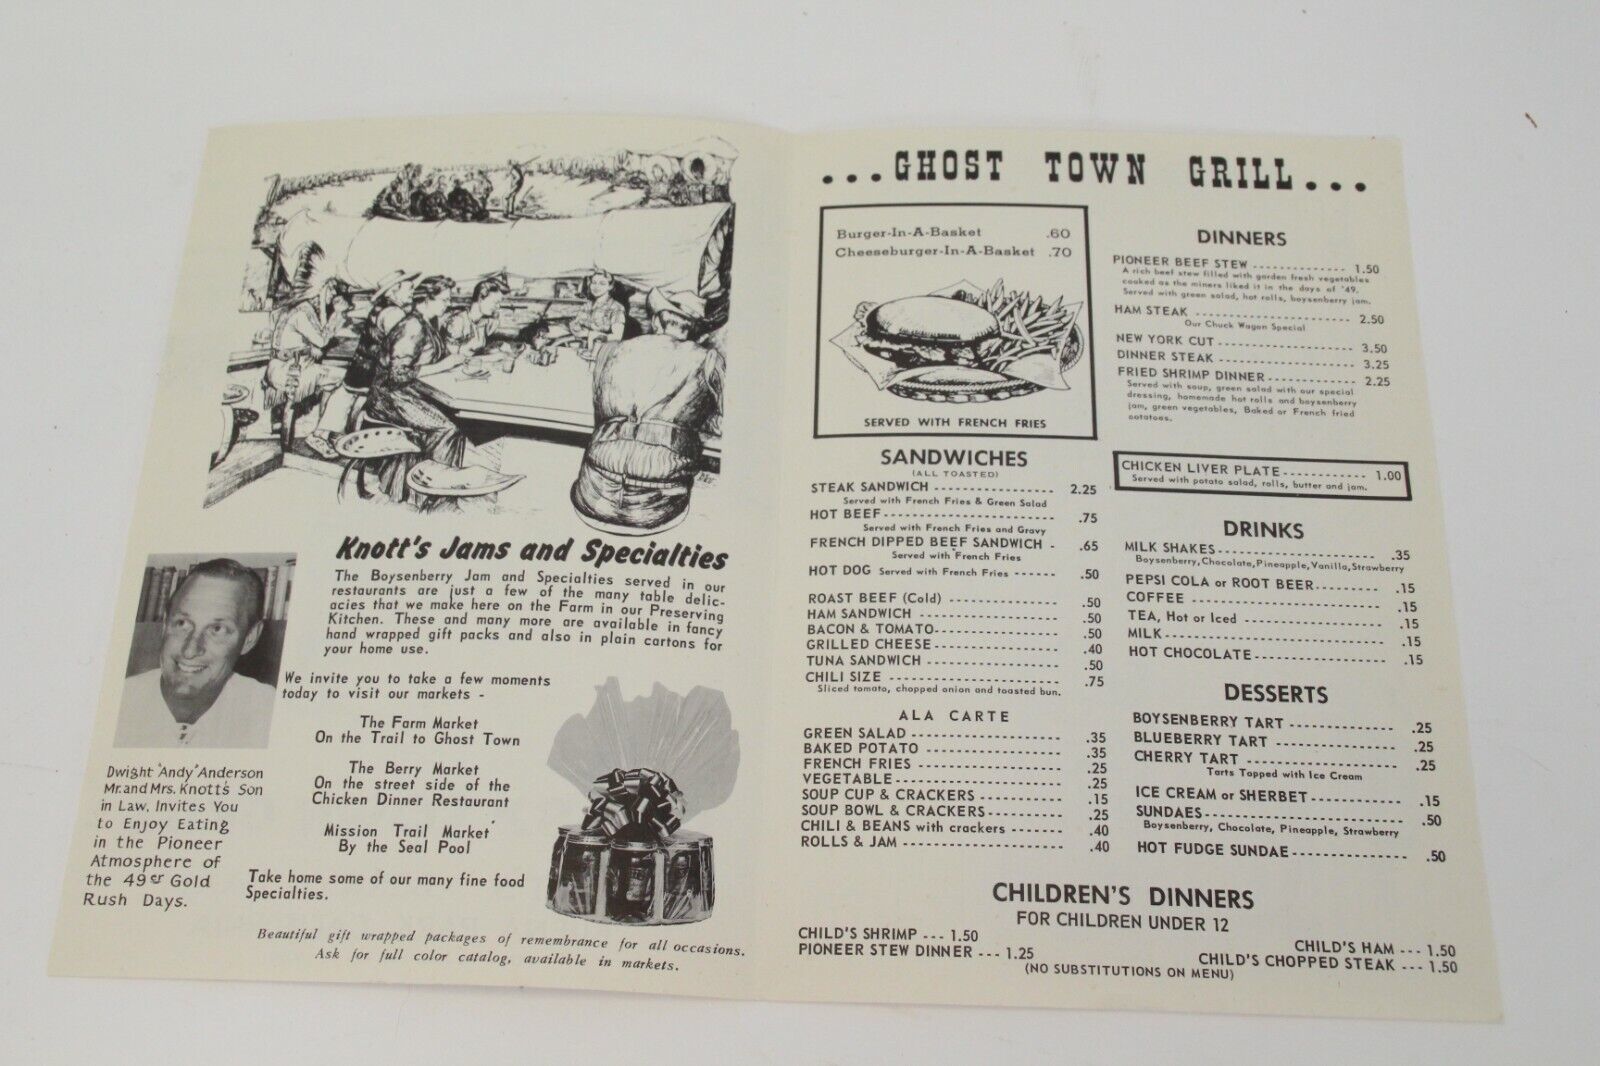 Knott's Jams and Specialties
The Boysenberry Jam and Specialties served in our
restaurants are just a few of the many table delic-
acies that we make here on the Farm in our Preserving
Kitchen. These and many more are available in fancy
hand wrapped gift packs and also in plain cartons for
your home use.
We invite you to take a few moments
today to visit our markets -
The Farm Market
On the Trail to Ghost Town
The Berry Market
On the street side of the
Chicken Dinner Restaurant
Mission Trail Market
By the Seal Pool
Take home some of our many fine food
Specialties.
Dwight "Andy" Anderson
Mr. and Mrs. Knott's Son
in Law, Invites You
to Enjoy Eating
in the Pioneer
Atmosphere of
the 49er Gold
Rush Days.
Beautiful gift wrapped packages of remembrance for all occasions.
Ask for full color catalog, available in markets.
...GHOST TOWN GRILL...
Burger-In-A-Basket .60
Cheeseburger-In-A-Basket .70
SERVED WITH FRENCH FRIES
SANDWICHES
(ALL TOASTED)
STEAK SANDWICH 2.25
Served with French Fries & Green Salad
HOT BEEF .75
Served with French Fries and Gravy
FRENCH DIPPED BEEF SANDWICH - .65
Served with French Fries
HOT DOG Served with French Fries .50
ROAST BEEF (Cold) .50
HAM SANDWICH .50
BACON & TOMATO .50
GRILLED CHEESE .40
TUNA SANDWICH .50
CHILI SIZE .75
Sliced tomato, chopped onion and toasted bun.
ALA CARTE
GREEN SALAD .35
BAKED POTATO .35
FRENCH FRIES .25
VEGETABLE .25
SOUP CUP & CRACKERS .15
SOUP BOWL & CRACKERS .25
CHILI & BEANS with crackers .40
ROLLS & JAM .40
DINNERS
PIONEER BEEF STEW 1.50
A rich beef stew filled with garden fresh vegetables
cooked as the miners liked it in the days of '49.
Served with green salad, hot rolls, boysenberry jam.
HAM STEAK 2.50
Our Chuck Wagon Special
NEW YORK CUT 3.50
DINNER STEAK 3.25
FRIED SHRIMP DINNER 2.25
Served with soup, green salad with our special
dressing, homemade hot rolls and boysenberry
jam, green vegetables, Baked or French fried
potatoes.
CHICKEN LIVER PLATE 1.00
Served with potato salad, rolls, butter and jam.
DRINKS
MILK SHAKES .35
Boysenberry, Chocolate, Pineapple, Vanilla, Strawberry
PEPSI COLA or ROOT BEER .15
COFFEE .15
TEA, Hot or Iced .15
MILK .15
HOT CHOCOLATE .15
DESSERTS
BOYSENBERRY TART .25
BLUEBERRY TART .25
CHERRY TART .25
Tarts Topped with Ice Cream
ICE CREAM or SHERBET .15
SUNDAES .50
Boysenberry, Chocolate, Pineapple, Strawberry
HOT FUDGE SUNDAE .50
CHILDREN'S DINNERS
FOR CHILDREN UNDER 12
CHILD'S SHRIMP --- 1.50
PIONEER STEW DINNER --- 1.25
CHILD'S HAM --- 1.50
CHILD'S CHOPPED STEAK --- 1.50
(NO SUBSTITUTIONS ON MENU)